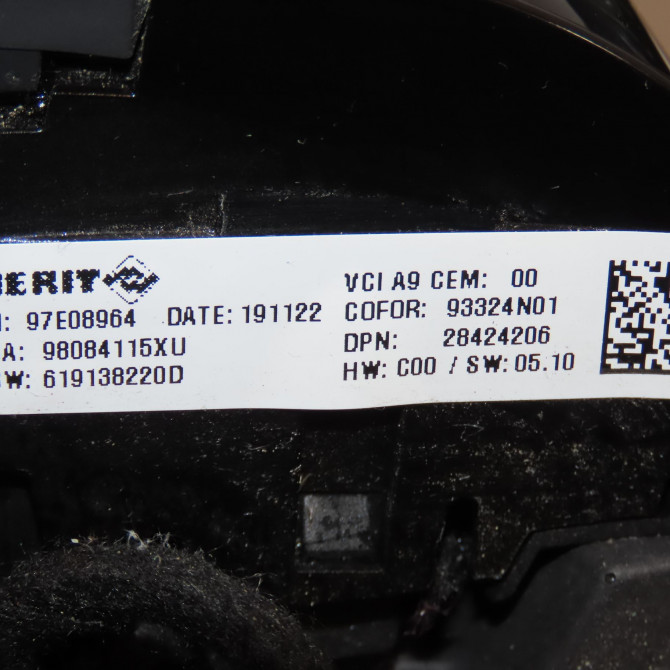 ERIT
97E08964 DATE: 191122
A: 98084115XU
W: 619138220D
VCI A9 CEM: 00
COFOR: 93324N01
DPN: 28424206
HW: C00 / SW: 05.10